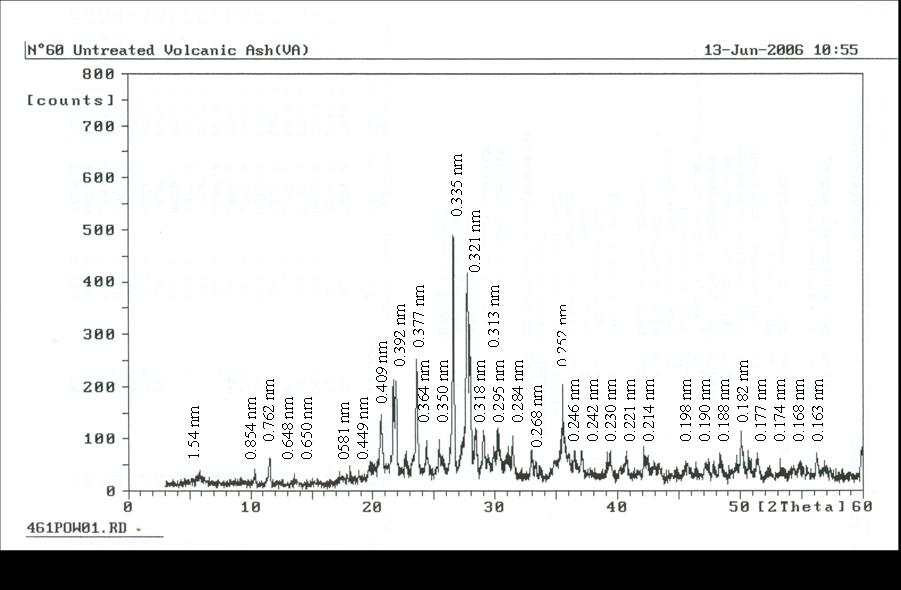 N°60 Untreated Volcanic Ash(VA) 13-Jun-2006 10:55
800
[counts]
700
600
500
400
300
200
100
0
1.54 nm
0.854 nm
0.762 nm
0.648 nm
0.650 nm
0581 nm
0.449 nm
0.409 nm
0.392 nm
0.377 nm
0.364 nm
0.350 nm
0.335 nm
0.321 nm
0.318 nm
0.313 nm
0.295 nm
0.284 nm
0.268 nm
0.252 nm
0.246 nm
0.242 nm
0.230 nm
0.221 nm
0.214 nm
0.198 nm
0.190 nm
0.188 nm
0.182 nm
0.177 nm
0.174 nm
0.168 nm
0.163 nm
0 10 20 30 40 50 [2Theta] 60
461POW01.RD